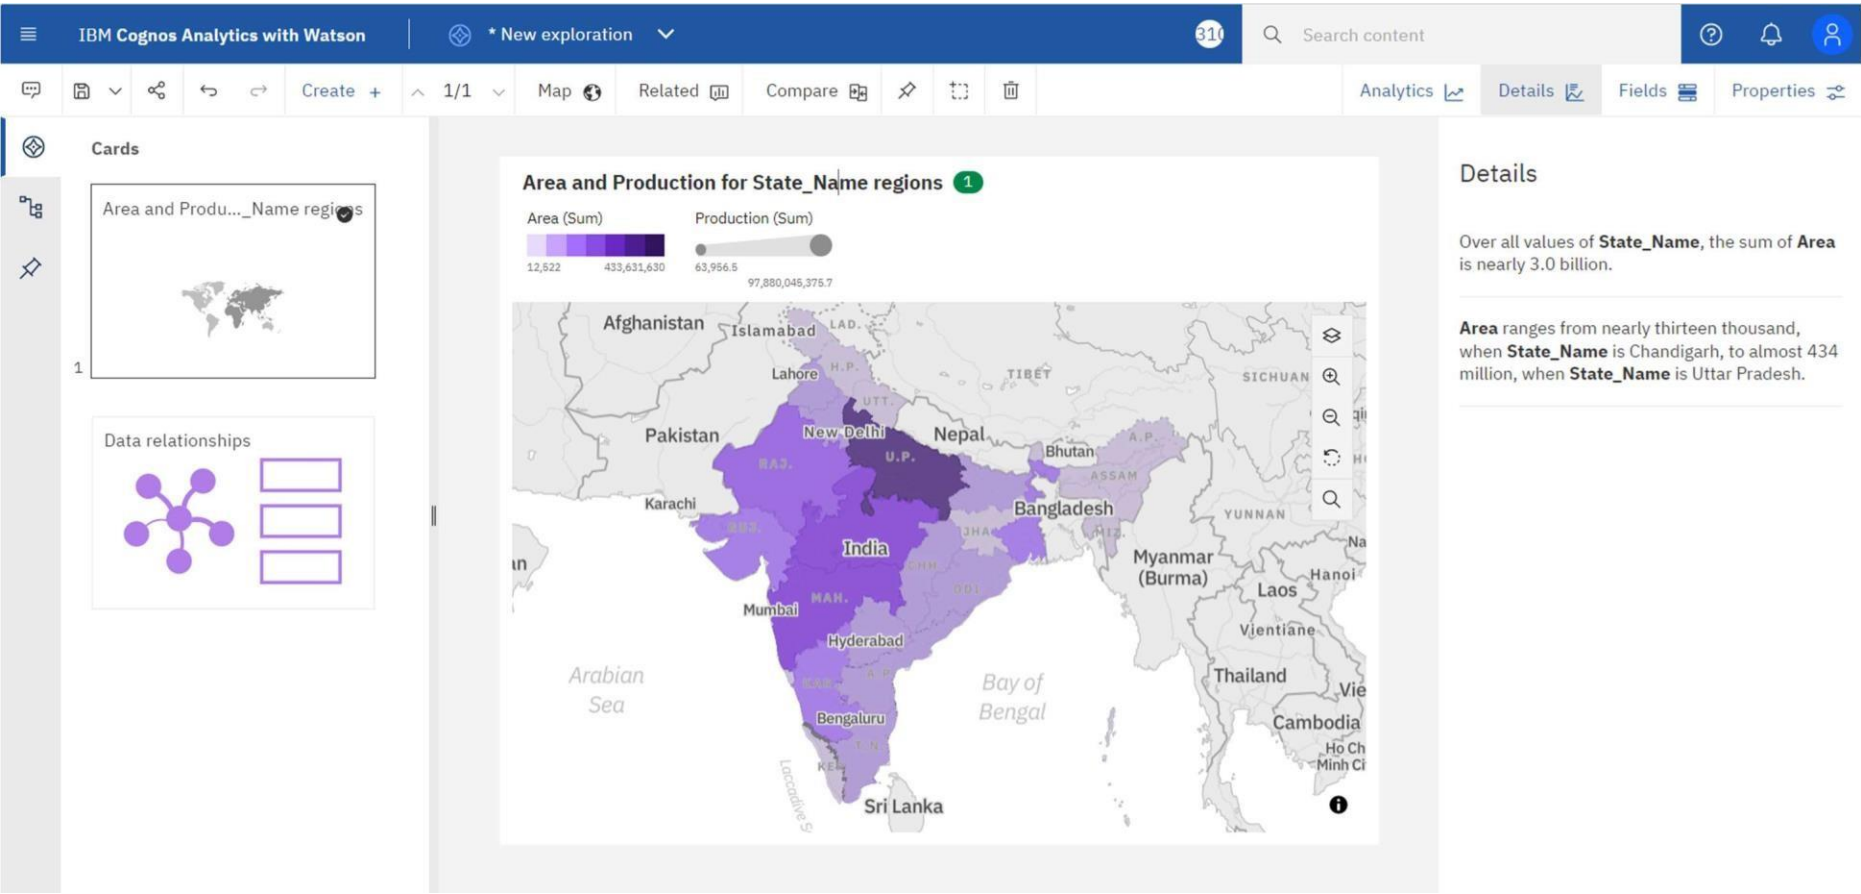 IBM Cognos Analytics with Watson
* New exploration
310
Search content
Create +
1/1
Map
Related
Compare
Analytics
Details
Fields
Properties
Cards
Area and Produ..._Name regions
1
Data relationships
Area and Production for State_Name regions 1
Area (Sum)
12,522
433,631,630
Production (Sum)
63,956.5
97,880,045,375.7
Afghanistan
Islamabad
LAD.
Lahore
H.P.
TIBET
SICHUAN
UTT.
Pakistan
New Delhi
Nepal
RAJ.
U.P.
Bhutan
A.P.
ASSAM
Karachi
GUJ.
Bangladesh
YUNNAN
JHA.
MIZ.
India
Myanmar
(Burma)
Na
Hanoi
CHH.
ODI.
Laos
MAH.
Mumbai
Hyderabad
Vientiane
Arabian
Sea
A.P.
KAR.
Bay of
Bengal
Thailand
Vie
Bengaluru
Cambodia
T.N.
Ho Ch
Minh Ci
Laccadive S
Sri Lanka
Details
Over all values of State_Name, the sum of Area
is nearly 3.0 billion.
Area ranges from nearly thirteen thousand,
when State_Name is Chandigarh, to almost 434
million, when State_Name is Uttar Pradesh.